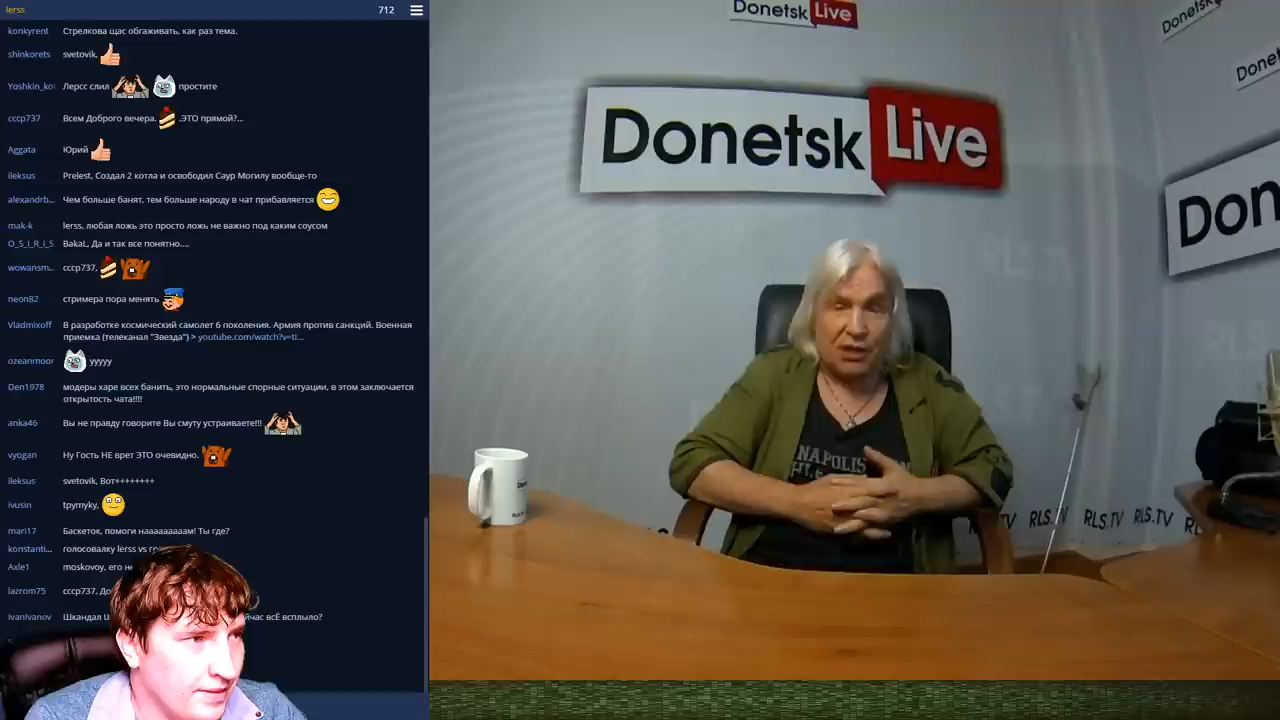 lerss
712
konkyrent Стрелкова щас обгаживать, как раз тема.
shinkorets svetovik,
Yoshkin_ko Лерсс слил простите
cccp737 Всем Доброго вечера. .ЭТО прямой?...
Aggata Юрий
ileksus Prelest, Создал 2 котла и освободил Саур Могилу вообще-то
alexandrb... Чем больше банят, тем больше народу в чат прибавляется
mak-k lerss, любая ложь это просто ложь не важно под каким соусом
O_S_I_R_I_S BakaL, Да и так все понятно....
wowansm... cccp737,
neon82 стримера пора менять
Vladmixoff В разработке космический самолет 6 поколения. Армия против санкций. Военная
приемка (телеканал "Звезда") > youtube.com/watch?v=ti...
ozeanmoor ууууу
Den1978 модеры харе всех банить, это нормальные спорные ситуации, в этом заключается
открытость чата!!!!
anka46 Вы не правду говорите Вы смуту устраиваете!!!
vyogan Ну Гость НЕ врет ЭТО очевидно.
ileksus svetovik, Вот++++++++
ivusin
mari17 Баскеток, помоги наааааааам! Ты где?
konstanti... голосовалку lerss vs
Axle1 moskovoy, его
lazrom75 cccp737,
IvanIvanov Шкандал всЁ всплыло?
Donetsk Live
Donetsk
Donet
Donetsk Live
Don
RLS.TV
NAPOLIS
RLS.TV RLS.TV RLS.TV